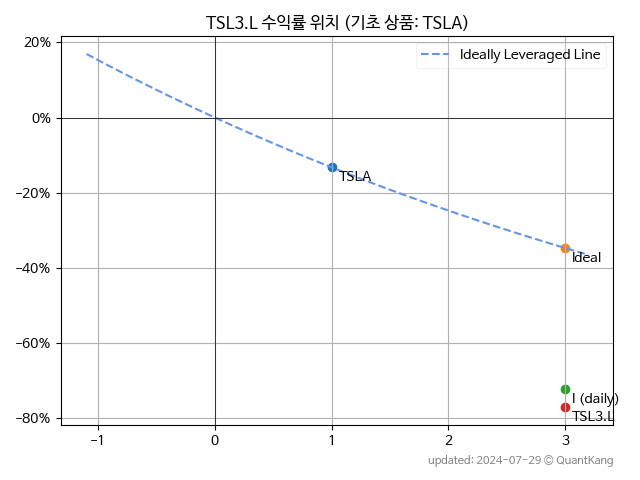 TSL3.L 수익률 위치 (기초 상품: TSLA)
20%
Ideally Leveraged Line
0%
TSLA
−20%
Ideal
−40%
−60%
I (daily)
TSL3.L
−80%
−1
0
1
2
3
updated: 2024-07-29 © QuantKang